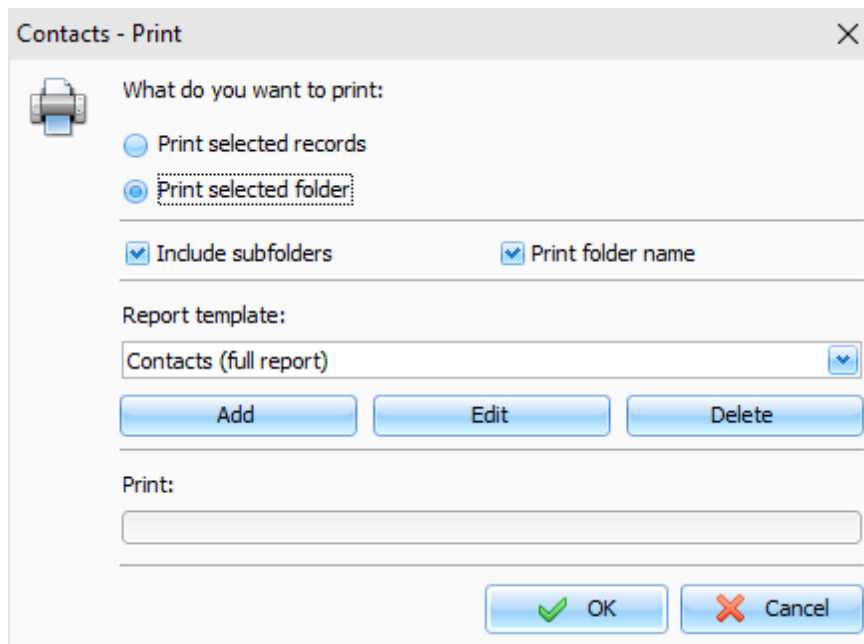 Contacts - Print
What do you want to print:
Print selected records
Print selected folder
Include subfolders Print folder name
Report template:
Contacts (full report)
Add Edit Delete
Print:
OK Cancel